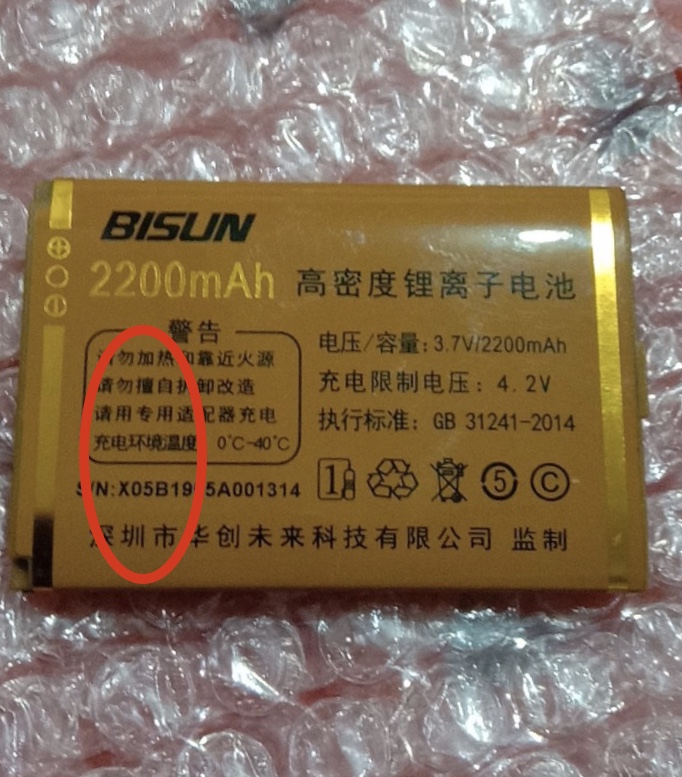 BISUN
2200mAh 高密度锂离子电池
警告
请勿加热和靠近火源
请勿擅自拆卸改造
请用专用适配器充电
充电环境温度 0℃-40℃
电压/容量: 3.7V/2200mAh
充电限制电压: 4.2V
执行标准: GB 31241-2014
深圳市华创未来科技有限公司 监制